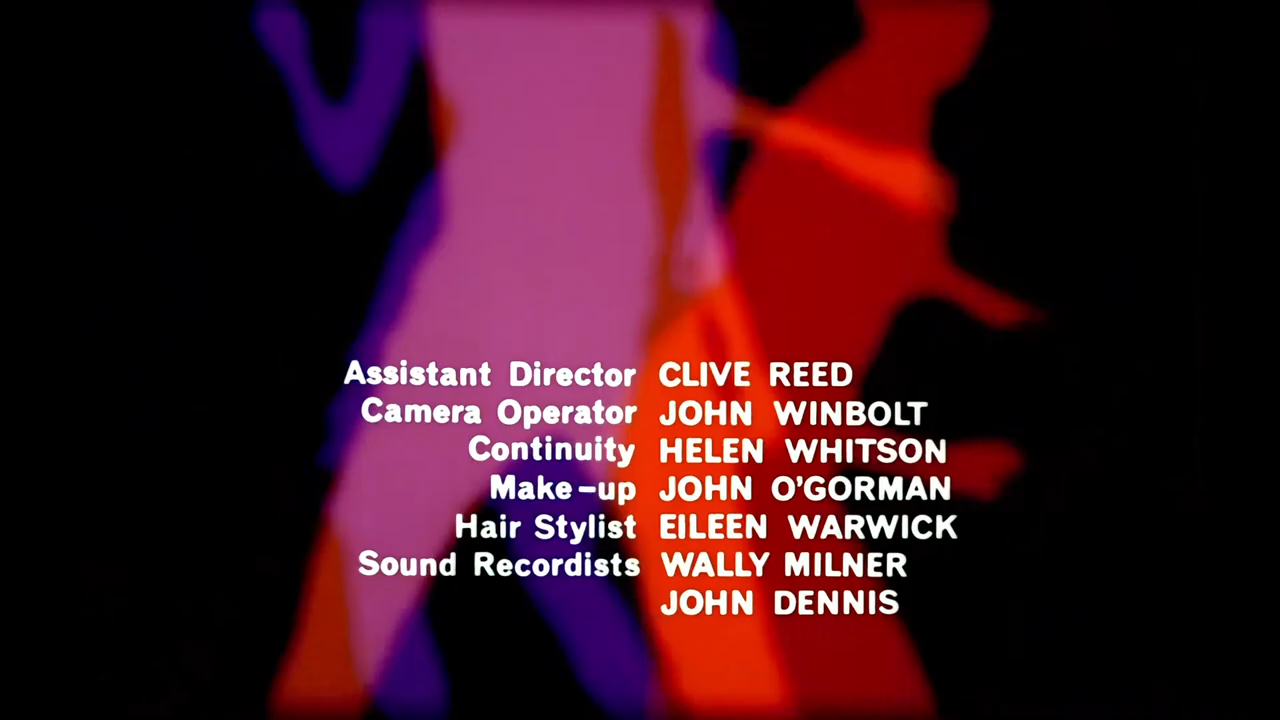 Assistant Director CLIVE REED
Camera Operator JOHN WINBOLT
Continuity HELEN WHITSON
Make-up JOHN O'GORMAN
Hair Stylist EILEEN WARWICK
Sound Recordists WALLY MILNER
JOHN DENNIS